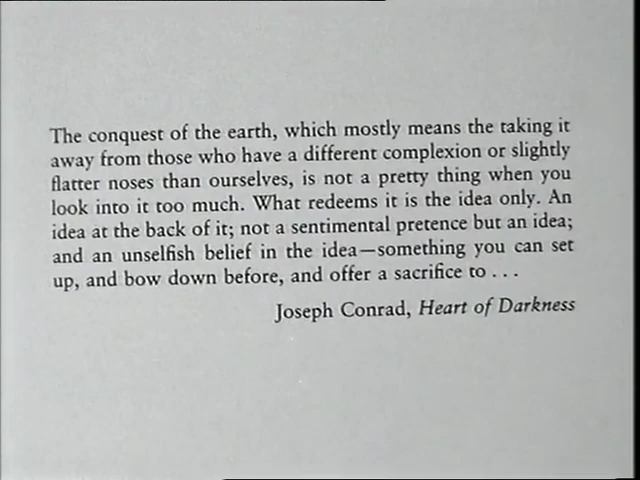 The conquest of the earth, which mostly means the taking it
away from those who have a different complexion or slightly
flatter noses than ourselves, is not a pretty thing when you
look into it too much. What redeems it is the idea only. An
idea at the back of it; not a sentimental pretence but an idea;
and an unselfish belief in the idea—something you can set
up, and bow down before, and offer a sacrifice to . . .
Joseph Conrad, Heart of Darkness